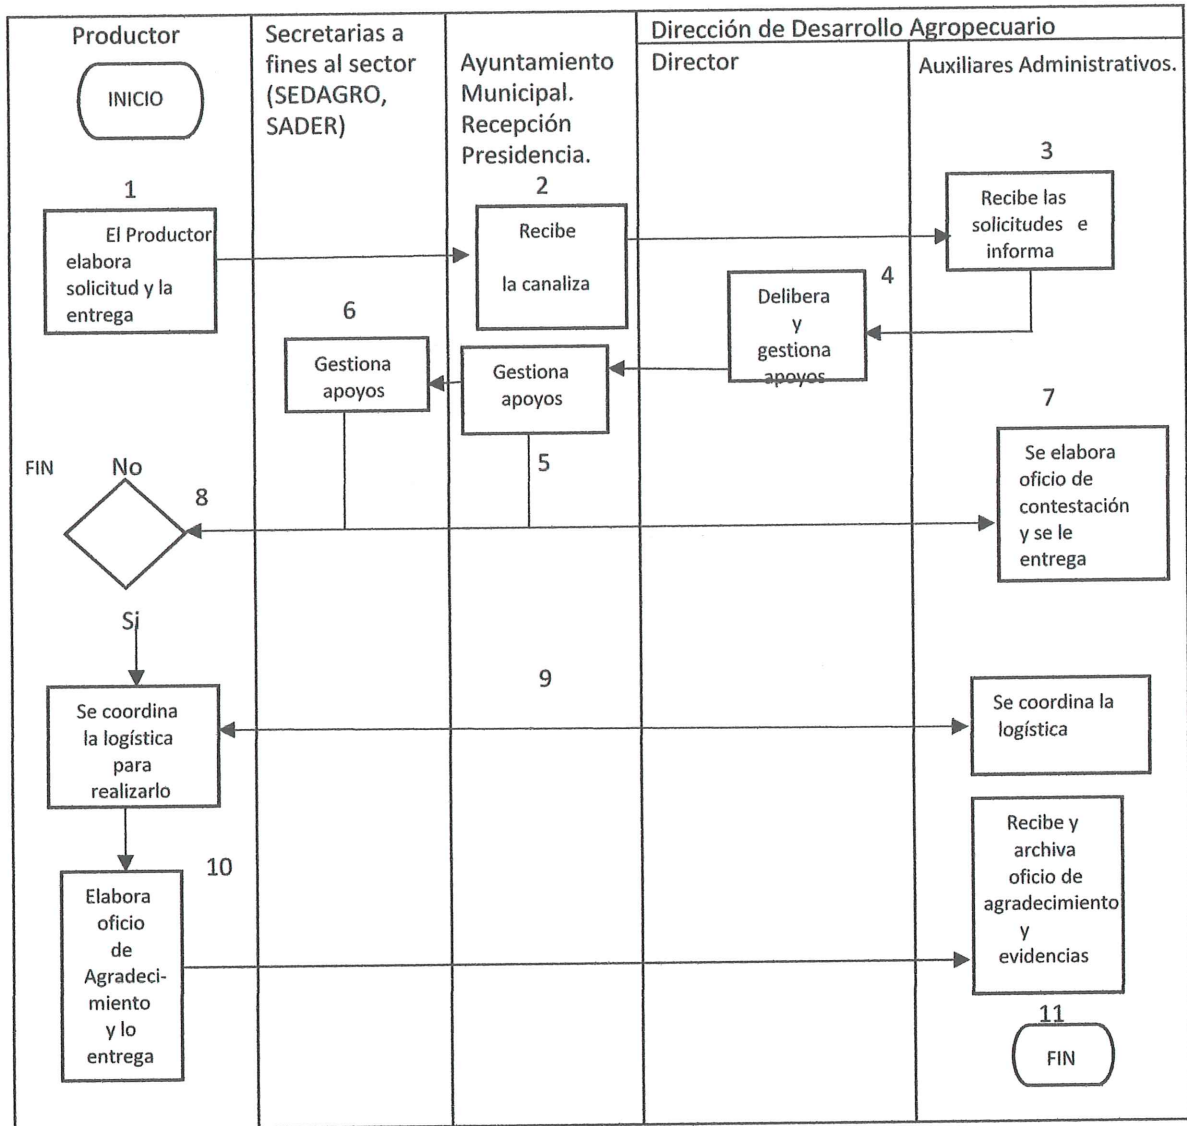 Productor
Secretarias a
fines al sector
(SEDAGRO,
SADER)
Ayuntamiento
Municipal.
Recepción
Presidencia.
Dirección de Desarrollo Agropecuario
Director
Auxiliares Administrativos.
INICIO
1
El Productor
elabora
solicitud y la
entrega
2
Recibe
la canaliza
3
Recibe las
solicitudes e
informa
4
Delibera
y
gestiona
apoyos
Gestiona
apoyos
5
6
Gestiona
apoyos
7
Se elabora
oficio de
contestación
y se le
entrega
FIN
No
8
Si
Se coordina
la logística
para
realizarlo
9
Se coordina la
logística
10
Elabora
oficio
de
Agradeci-
miento
y lo
entrega
Recibe y
archiva
oficio de
agradecimiento
y
evidencias
11
FIN